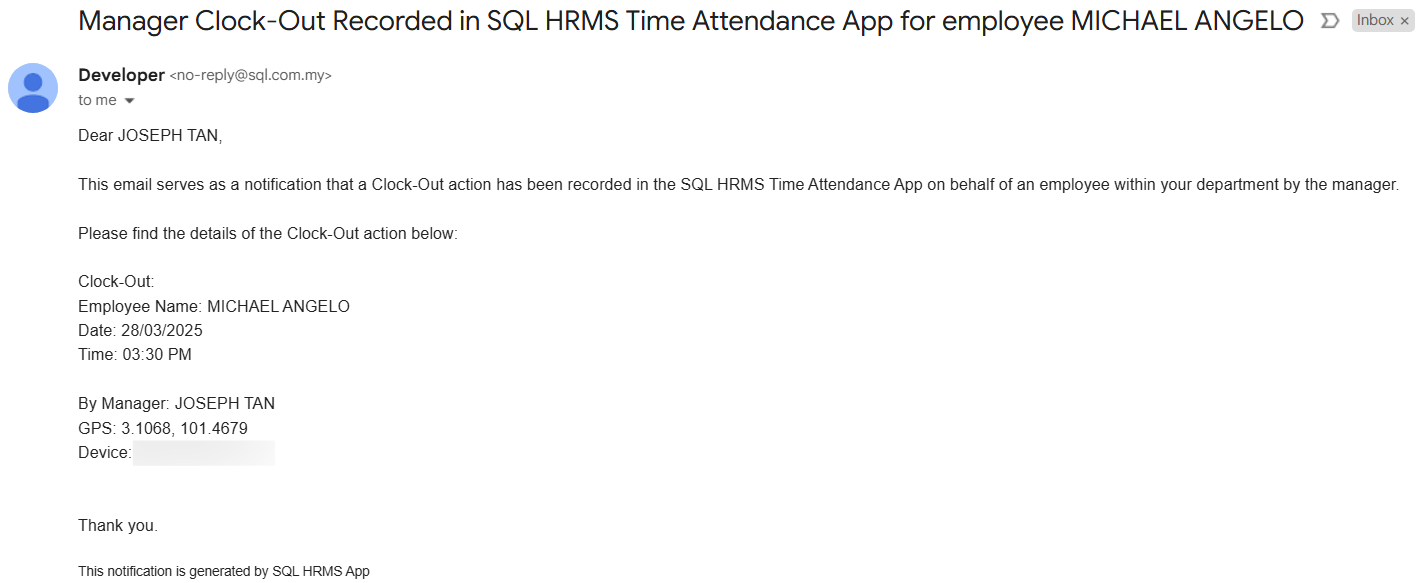 Manager Clock-Out Recorded in SQL HRMS Time Attendance App for employee MICHAEL ANGELO
Inbox ×
Developer <no-reply@sql.com.my>
to me
Dear JOSEPH TAN,
This email serves as a notification that a Clock-Out action has been recorded in the SQL HRMS Time Attendance App on behalf of an employee within your department by the manager.
Please find the details of the Clock-Out action below:
Clock-Out:
Employee Name: MICHAEL ANGELO
Date: 28/03/2025
Time: 03:30 PM
By Manager: JOSEPH TAN
GPS: 3.1068, 101.4679
Device:
Thank you.
This notification is generated by SQL HRMS App